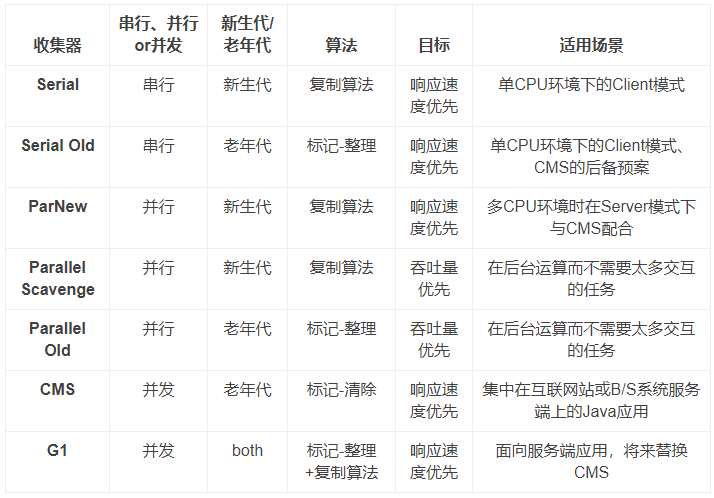 收集器
串行、并行
or并发
新生代/
老年代
算法
目标
适用场景
Serial
串行
新生代
复制算法
响应速
度优先
单CPU环境下的Client模式
Serial Old
串行
老年代
标记-整理
响应速
度优先
单CPU环境下的Client模式、
CMS的后备预案
ParNew
并行
新生代
复制算法
响应速
度优先
多CPU环境时在Server模式下
与CMS配合
Parallel
Scavenge
并行
新生代
复制算法
吞吐量
优先
在后台运算而不需要太多交互
的任务
Parallel
Old
并行
老年代
标记-整理
吞吐量
优先
在后台运算而不需要太多交互
的任务
CMS
并发
老年代
标记-清除
响应速
度优先
集中在互联网站或B/S系统服务
端上的Java应用
G1
并发
both
标记-整理
+复制算法
响应速
度优先
面向服务端应用，将来替换
CMS